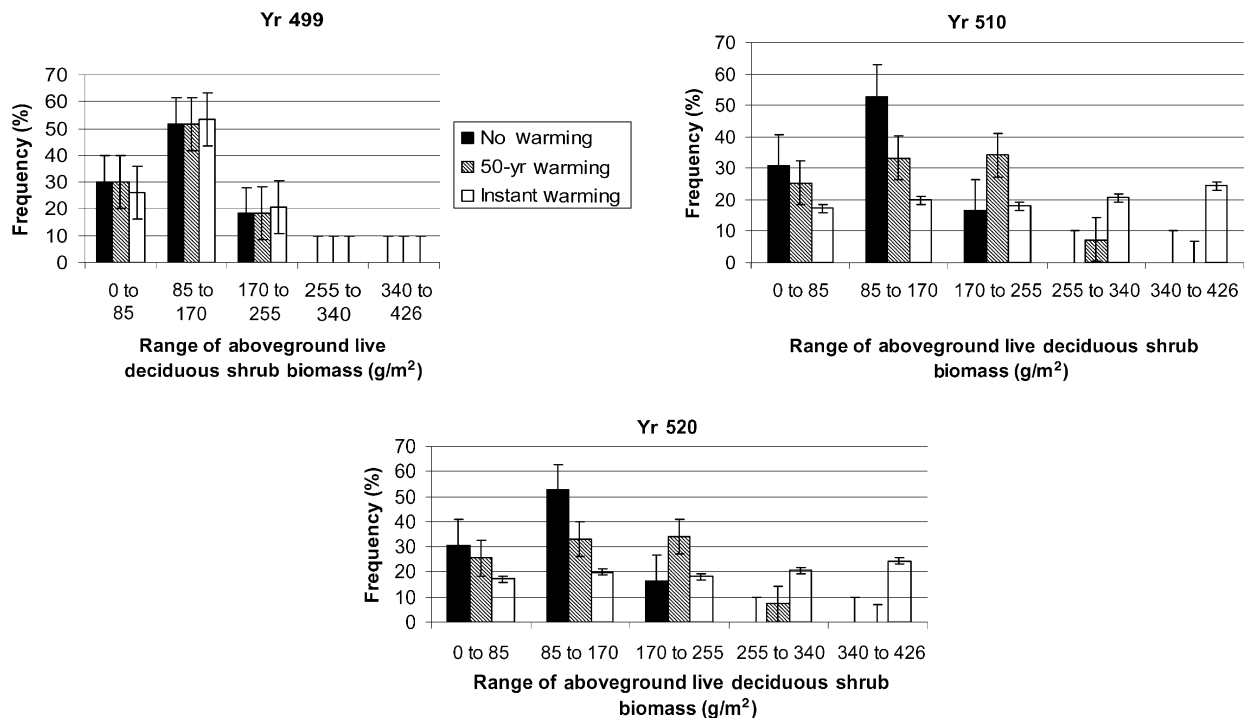 Yr 499
Frequency (%)
70
60
50
40
30
20
10
0
0 to 85
85 to 170
170 to 255
255 to 340
340 to 426
Range of aboveground live
deciduous shrub biomass (g/m²)
No warming
50-yr warming
Instant warming
Yr 510
Frequency (%)
70
60
50
40
30
20
10
0
0 to 85
85 to 170
170 to 255
255 to 340
340 to 426
Range of aboveground live deciduous shrub
biomass (g/m²)
Yr 520
Frequency (%)
70
60
50
40
30
20
10
0
0 to 85
85 to 170
170 to 255
255 to 340
340 to 426
Range of aboveground live deciduous shrub
biomass (g/m²)